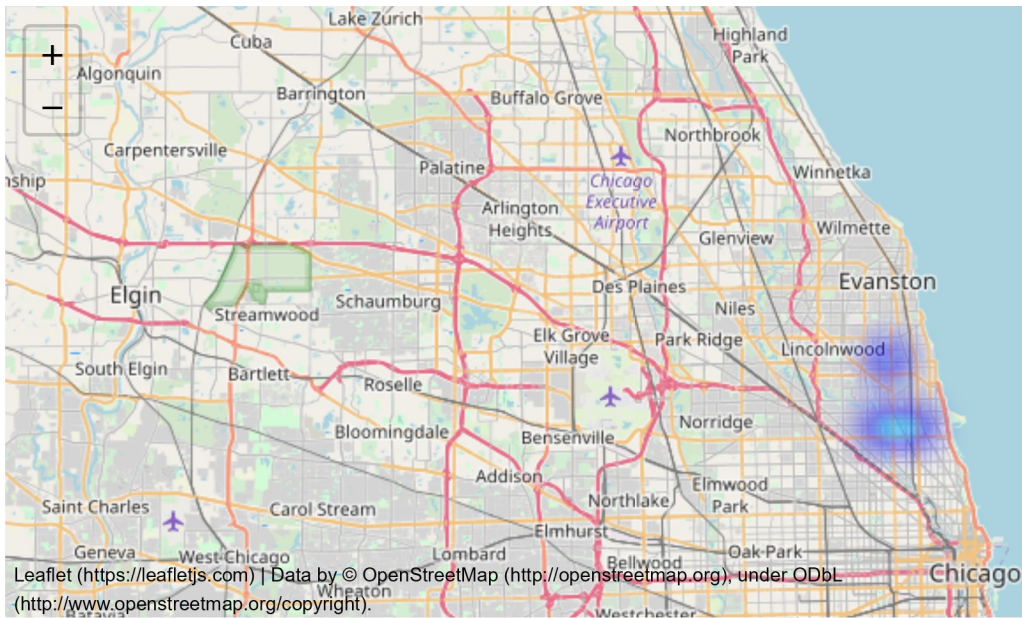 Lake Zurich
Highland
Park
Cuba
+
Algonquin
−
Barrington
Buffalo Grove
Northbrook
Carpentersville
Palatine
Winnetka
nship
Chicago
Executive
Airport
Arlington
Heights
Wilmette
Glenview
Evanston
Des Plaines
Elgin
Schaumburg
Niles
Streamwood
Elk Grove
Village
Park Ridge
Lincolnwood
South Elgin
Bartlett
Roselle
Norridge
Bloomingdale
Bensenville
Addison
Elmwood
Park
Northlake
Saint Charles
Carol Stream
Elmhurst
Geneva
West Chicago
Lombard
Oak Park
Bellwood
Chicago
Leaflet (https://leafletjs.com) | Data by © OpenStreetMap (http://openstreetmap.org), under ODbL
Wheaton
(http://www.openstreetmap.org/copyright).
Batavia
Westchester